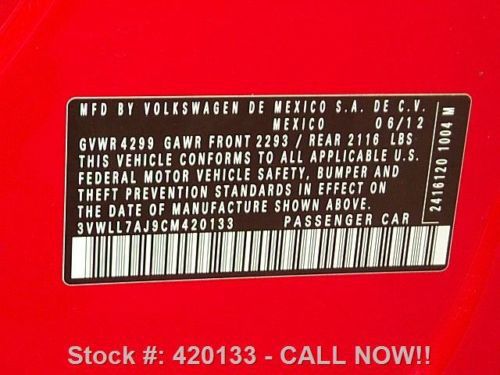 MFD BY VOLKSWAGEN DE MEXICO S.A. DE C.V.
MEXICO 06/12
GVWR 4299 GAWR FRONT 2293 / REAR 2116 LBS
THIS VEHICLE CONFORMS TO ALL APPLICABLE U.S.
FEDERAL MOTOR VEHICLE SAFETY, BUMPER AND
THEFT PREVENTION STANDARDS IN EFFECT ON
THE DATE OF MANUFACTURE SHOWN ABOVE.
3VWLL7AJ9CM420133 PASSENGER CAR
2416120 1004 M
Stock #: 420133 - CALL NOW!!